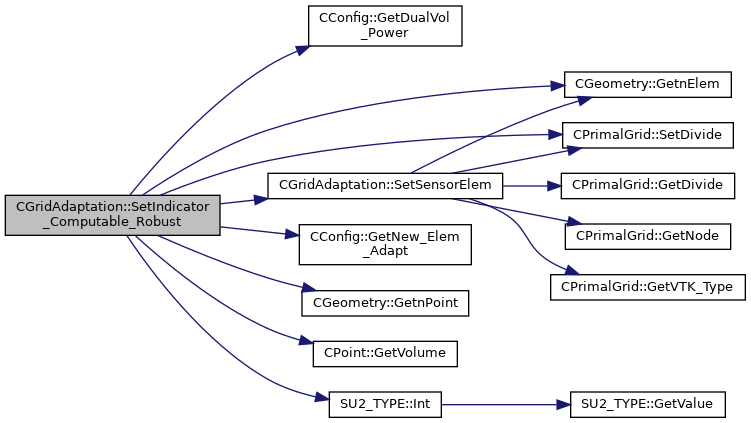 CGridAdaptation::SetIndicator
_Computable_Robust
CConfig::GetDualVol
_Power
CGeometry::GetnElem
CPrimalGrid::SetDivide
CGridAdaptation::SetSensorElem
CPrimalGrid::GetDivide
CPrimalGrid::GetNode
CPrimalGrid::GetVTK_Type
CConfig::GetNew_Elem
_Adapt
CGeometry::GetnPoint
CPoint::GetVolume
SU2_TYPE::Int
SU2_TYPE::GetValue